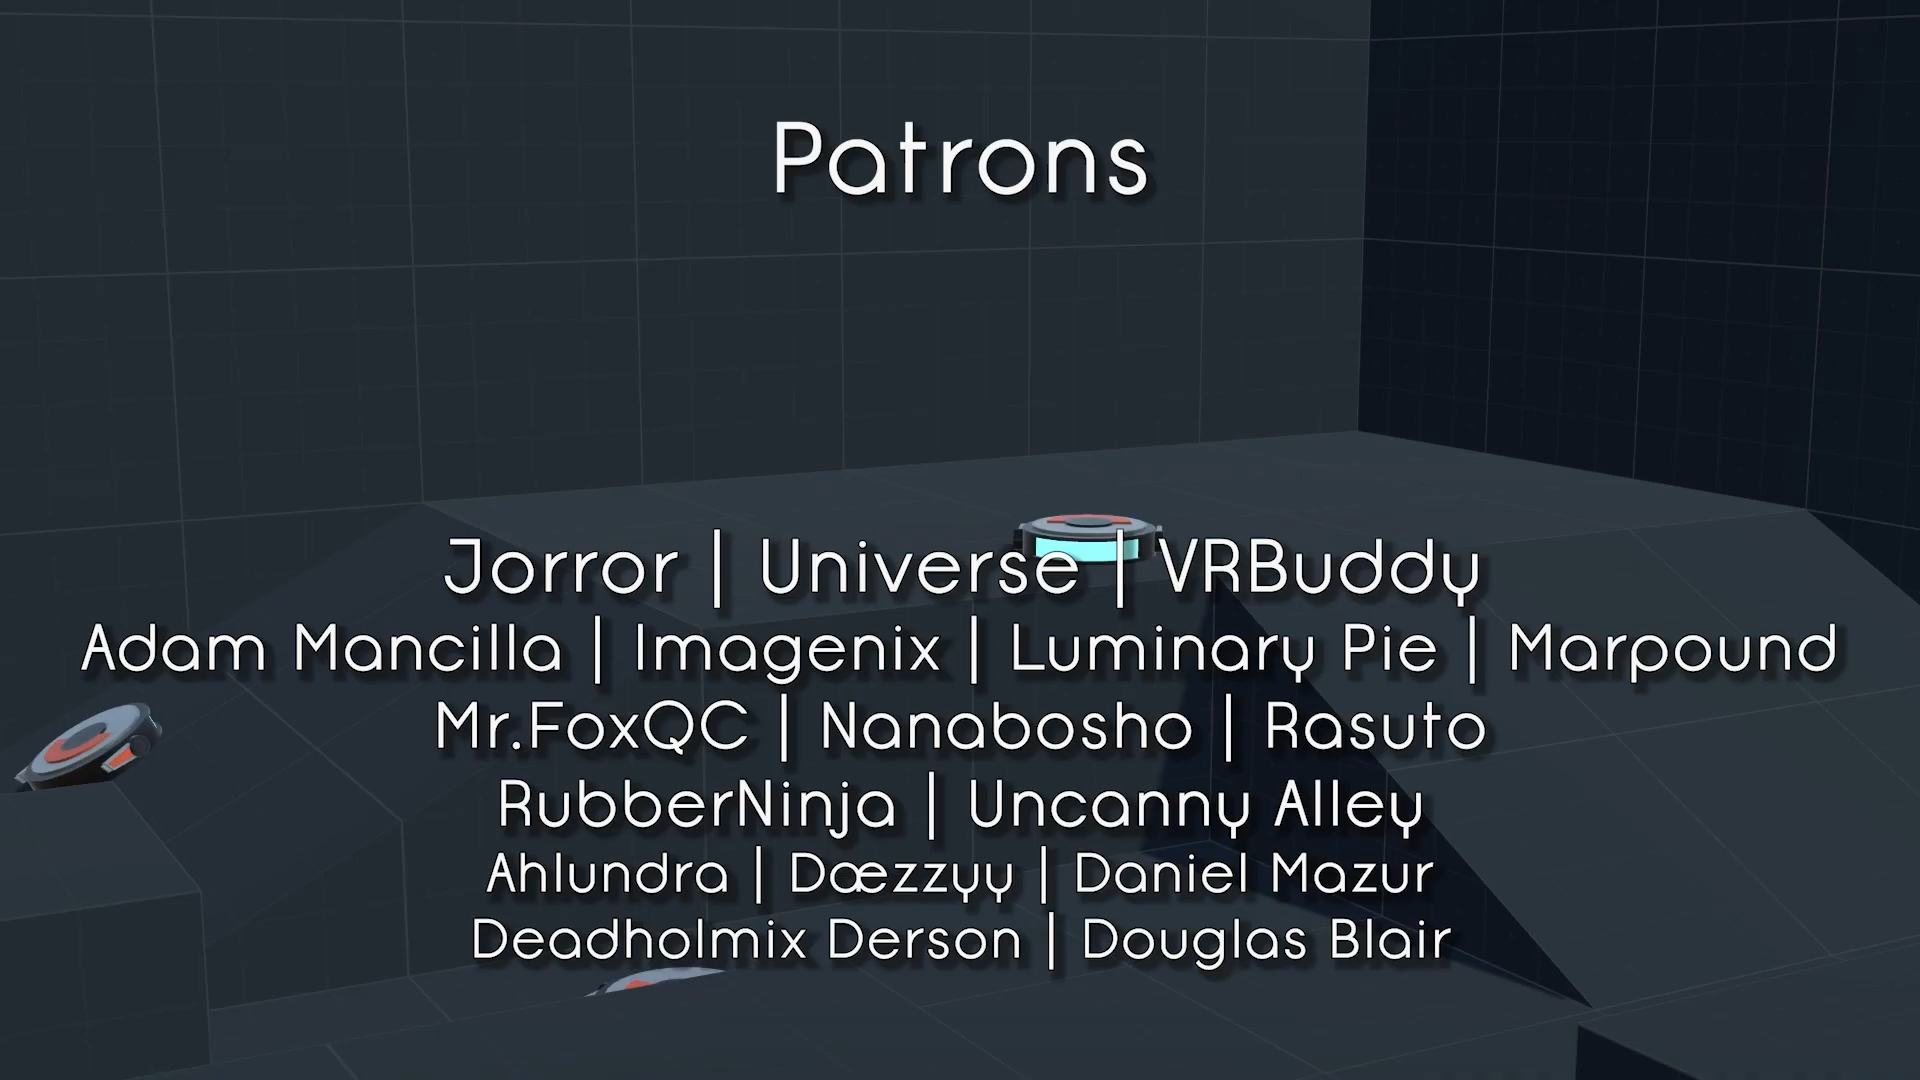 Patrons
Jorror | Universe | VRBuddy
Adam Mancilla | Imagenix | Luminary Pie | Marpound
Mr.FoxQC | Nanabosho | Rasuto
RubberNinja | Uncanny Alley
Ahlundra | Dæzzyy | Daniel Mazur
Deadholmix Derson | Douglas Blair